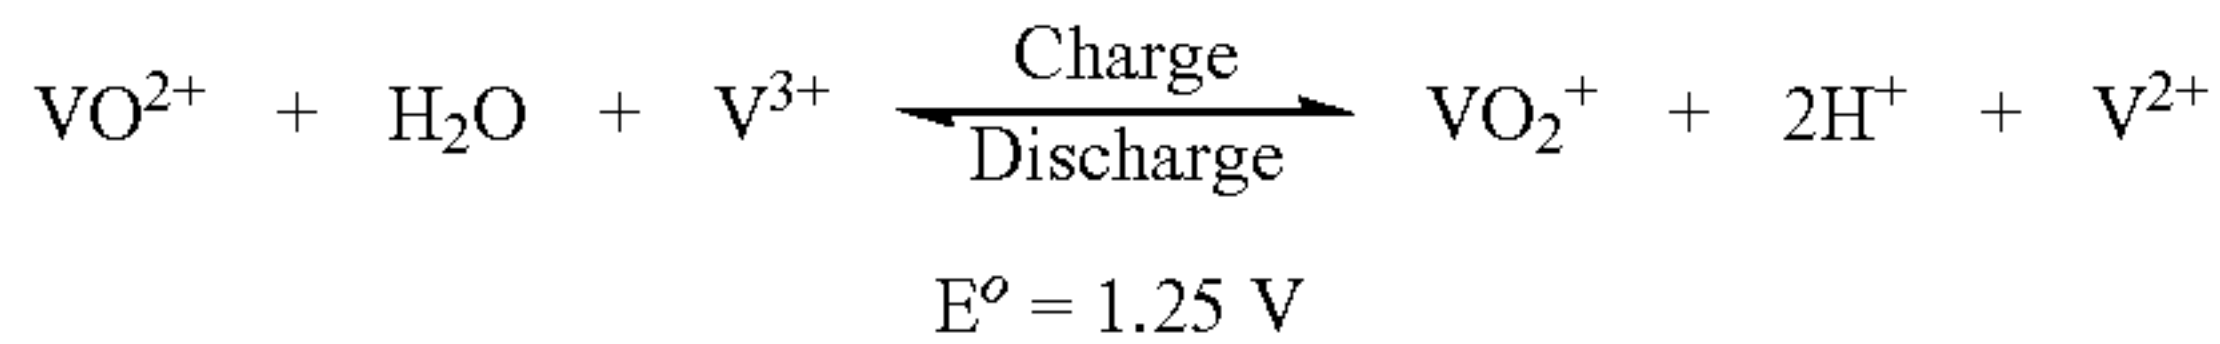 Charge
VO²⁺ + H₂O + V³⁺ ⇌ VO₂⁺ + 2H⁺ + V²⁺
Discharge
Eᵒ = 1.25 V